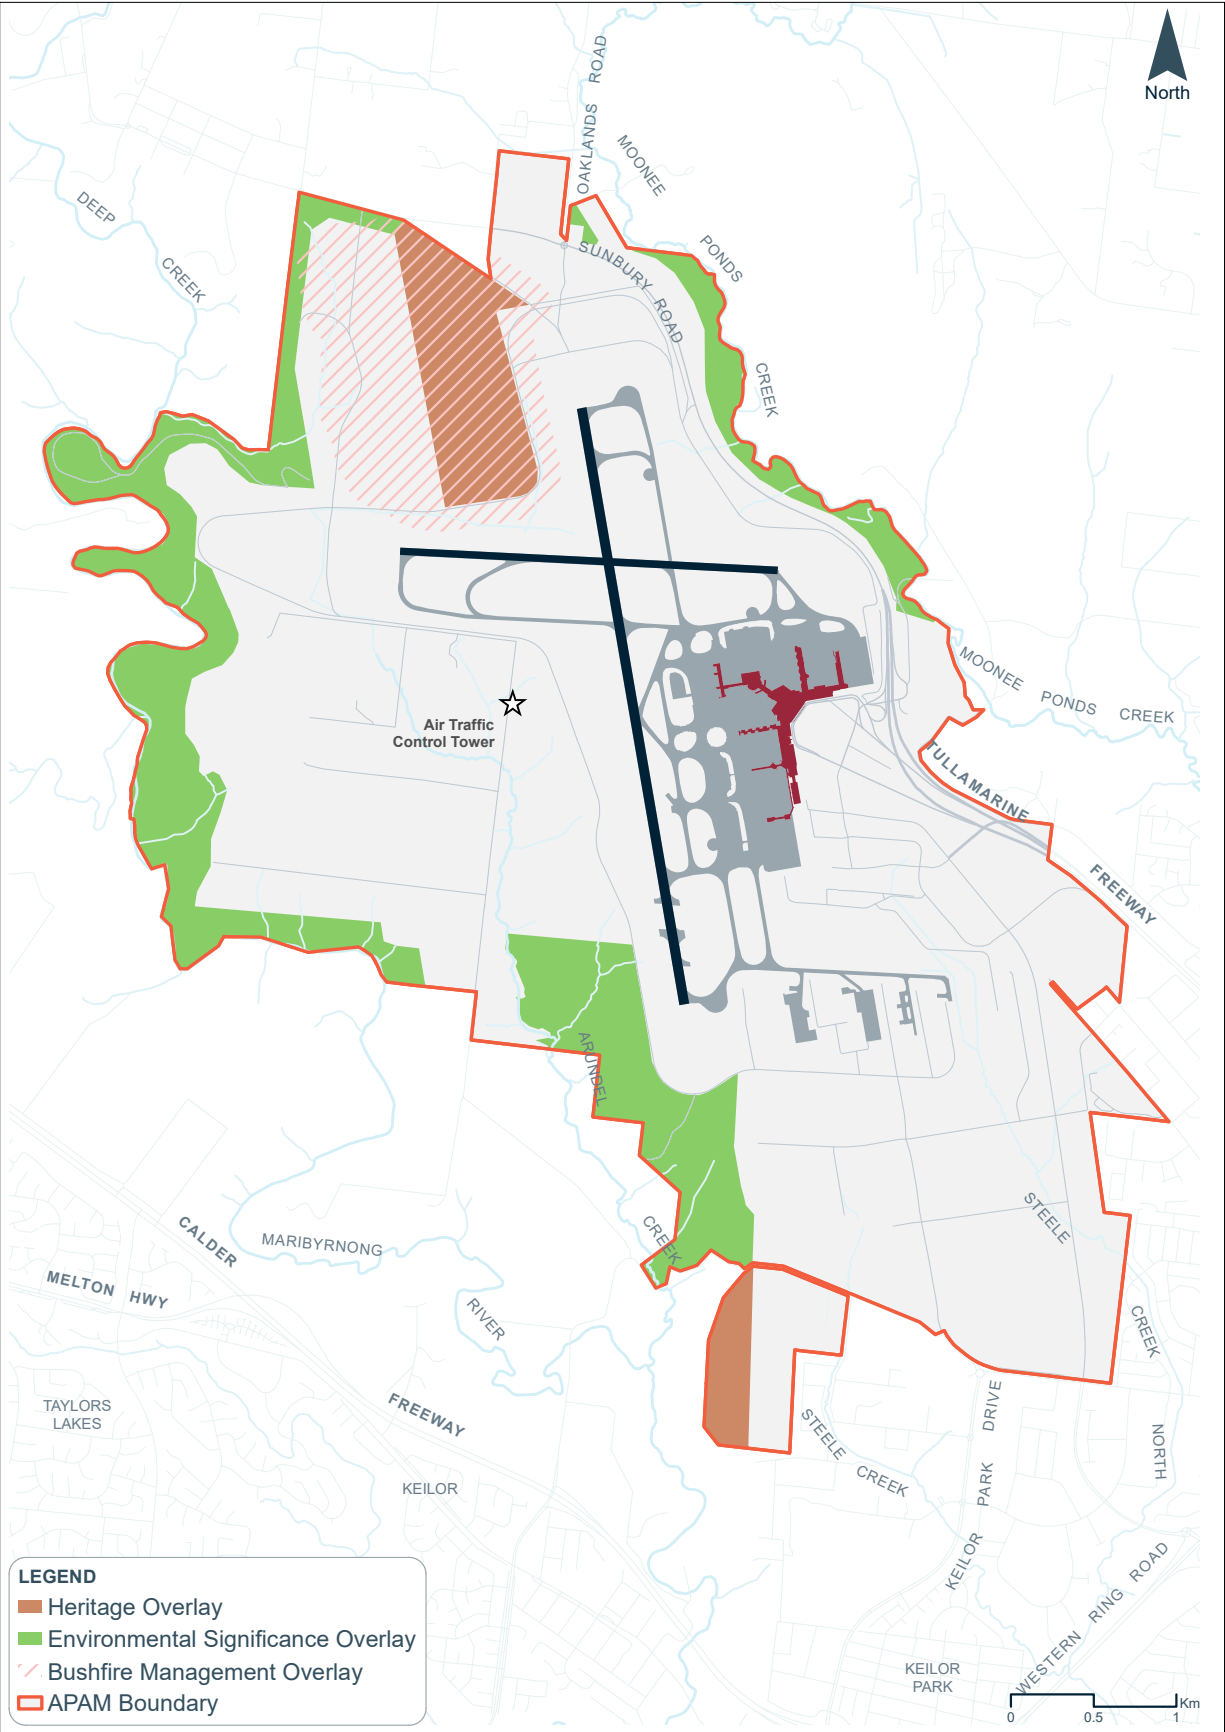 North
OAKLANDS ROAD
MOONEE
PONDS
CREEK
DEEP
CREEK
SUNBURY ROAD
Air Traffic
Control Tower
MOONEE PONDS CREEK
TULLAMARINE
FREEWAY
ARUNDEL
CREEK
STEELE
CREEK
NORTH
CALDER
FREEWAY
MARIBYRNONG
RIVER
MELTON HWY
TAYLORS
LAKES
KEILOR
STEELE
CREEK
KEILOR PARK DRIVE
WESTERN RING ROAD
KEILOR
PARK
LEGEND
Heritage Overlay
Environmental Significance Overlay
Bushfire Management Overlay
APAM Boundary
Km
0 0.5 1